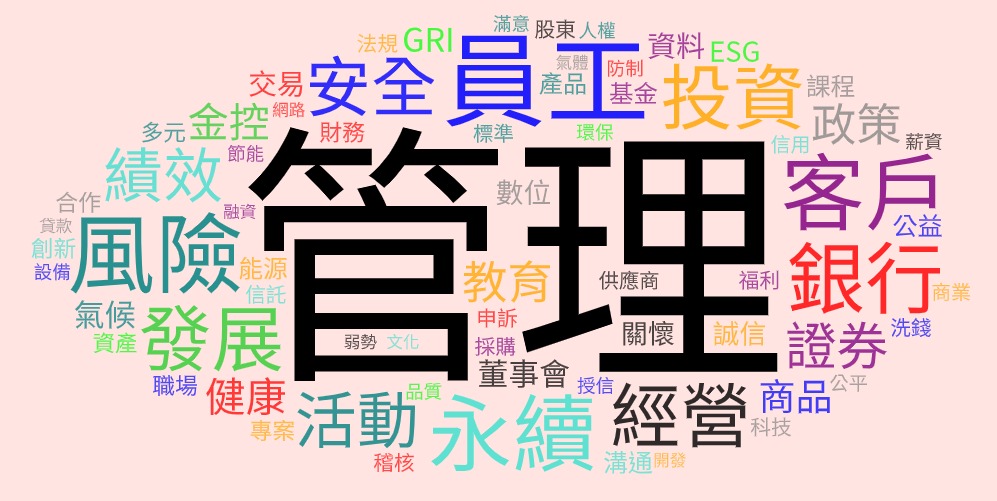 滿意
股東
人權
法規
GRI
員工
資料
ESG
氣體
防制
交易
安全
產品
基金
投資
課程
網路
金控
政策
多元
財務
標準
環保
信用
薪資
節能
績效
管理
數位
客戶
合作
融資
貸款
公益
風險
創新
能源
教育
供應商
福利
銀行
設備
信託
商業
氣候
發展
申訴
關懷
誠信
證券
洗錢
資產
弱勢
文化
採購
職場
健康
董事會
品質
授信
經營
商品
公平
活動
永續
專案
科技
稽核
溝通
開發